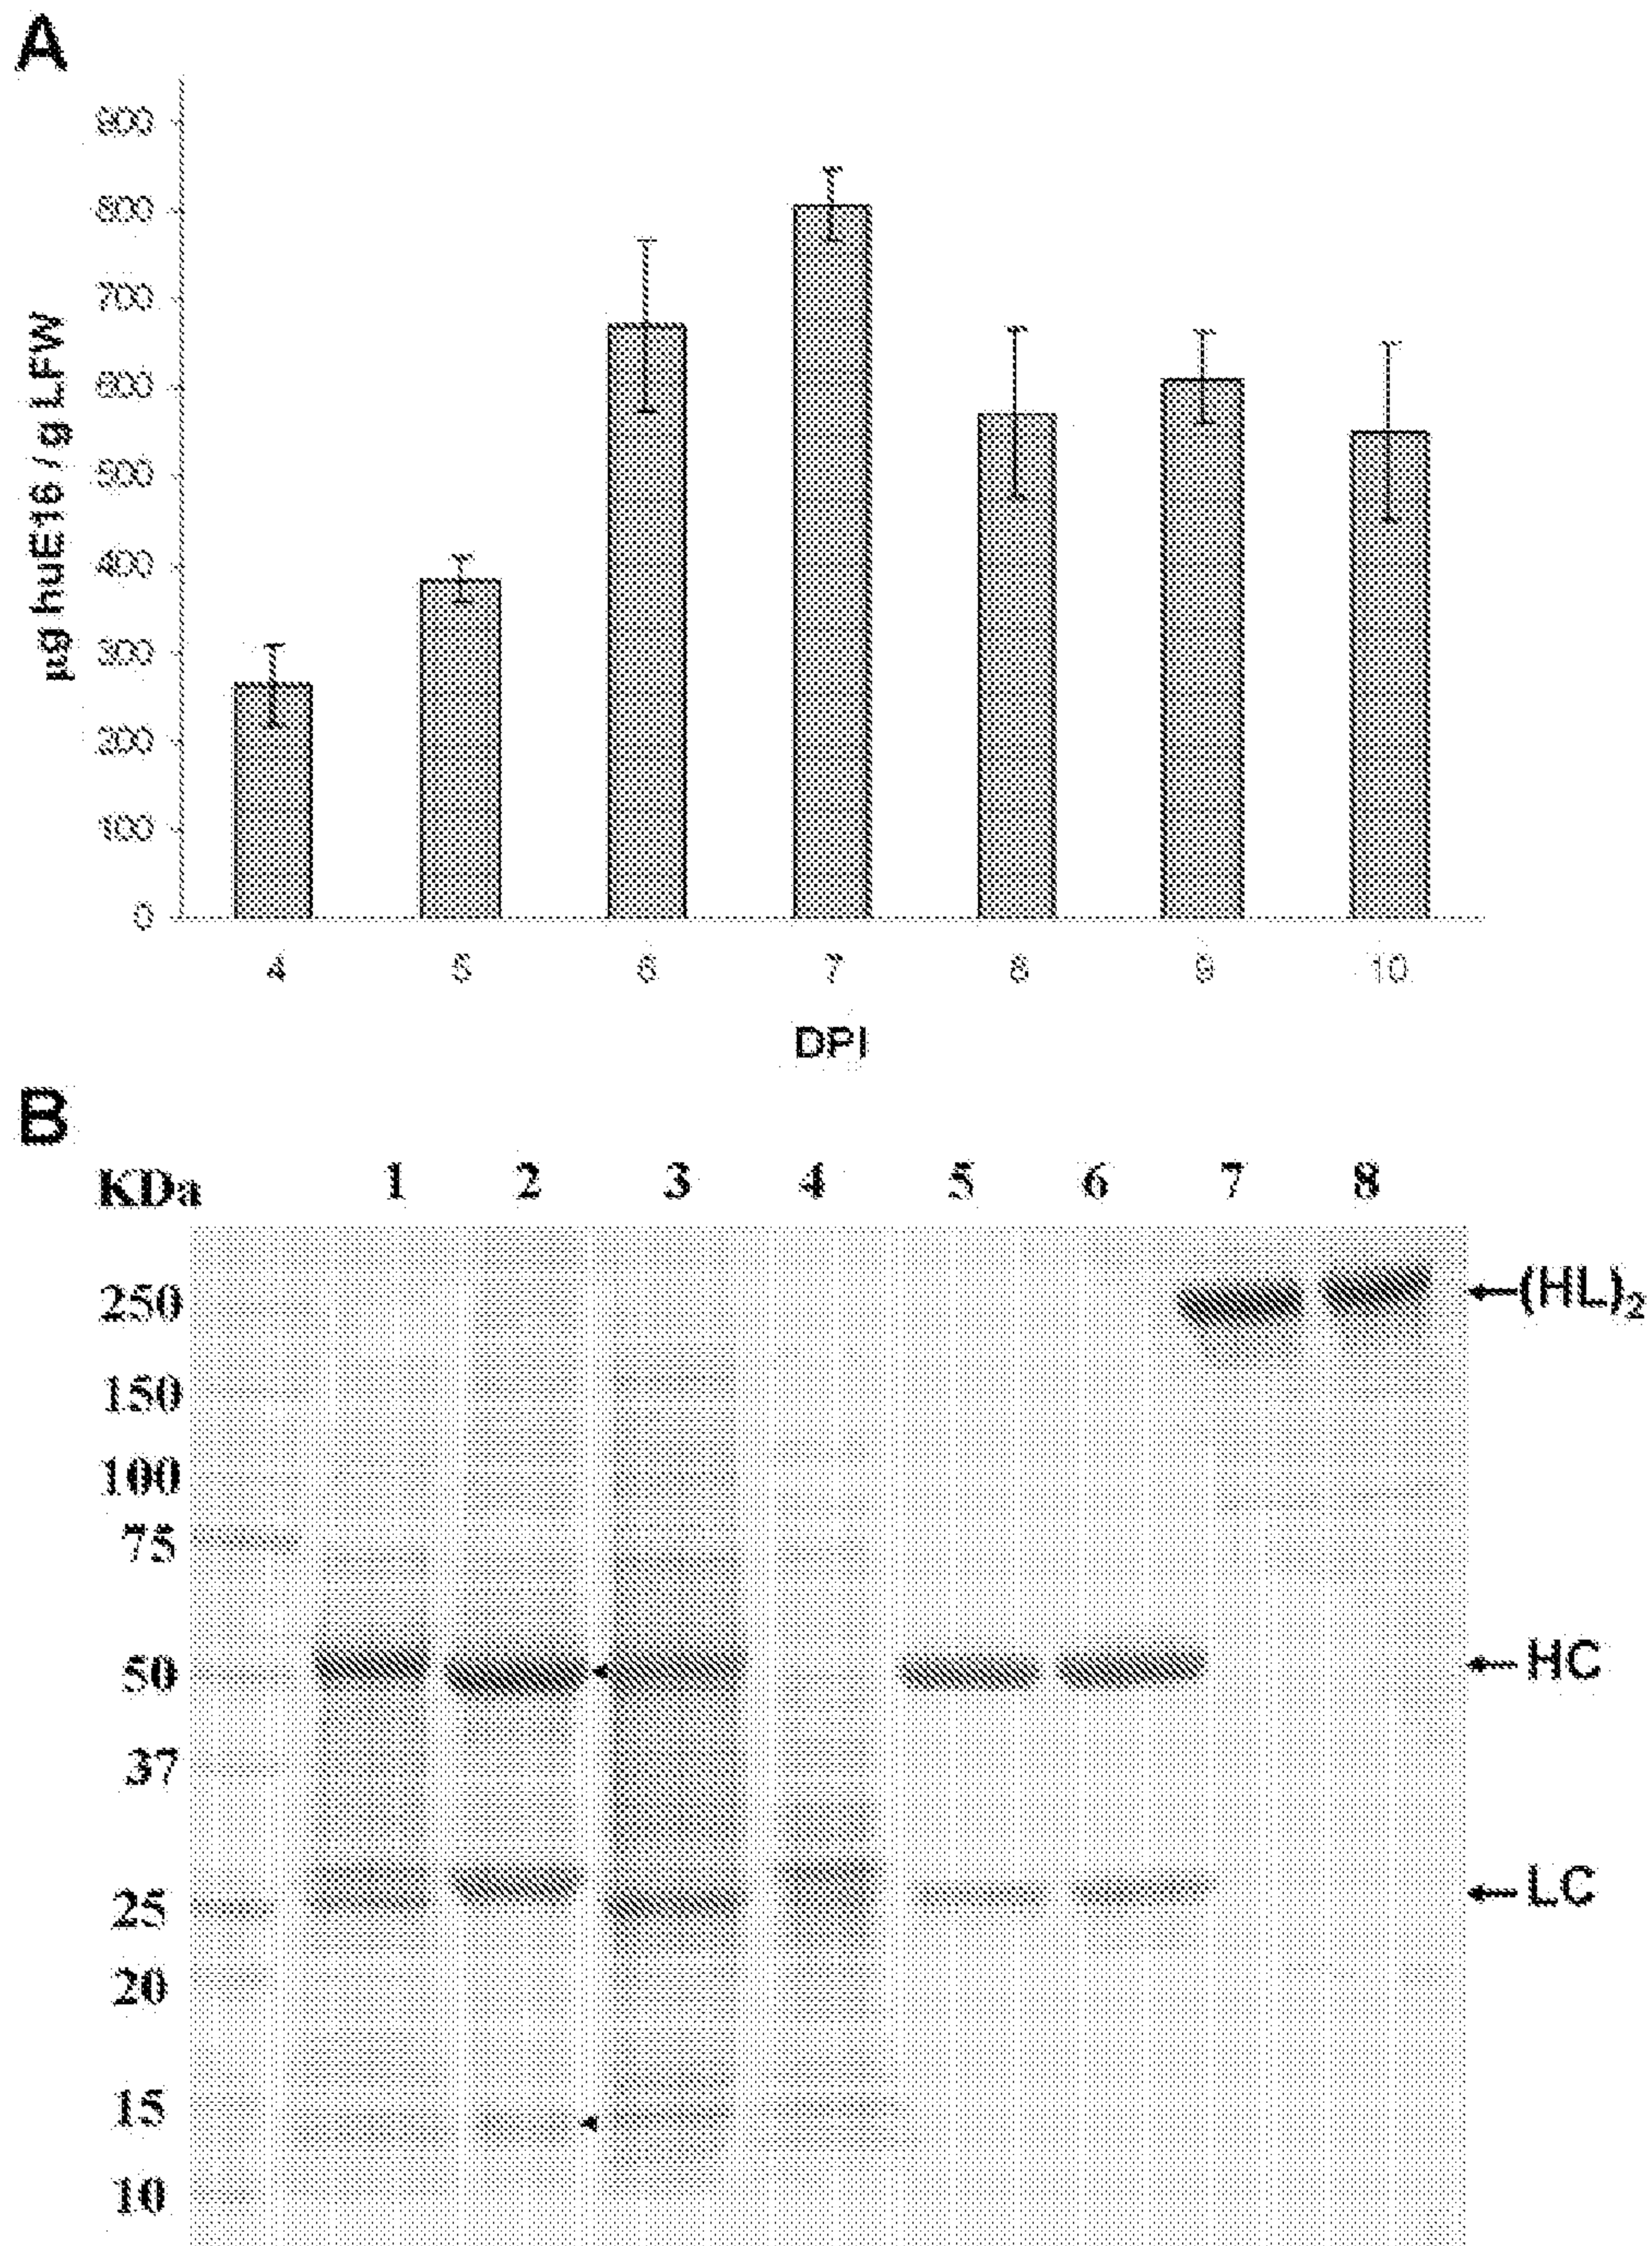 A
µg huE16 / g LFW
900
800
700
600
500
400
300
200
100
0
4 5 6 7 8 9 10
DPI
B
KDa 1 2 3 4 5 6 7 8
250
150
100
75
50
37
25
20
15
10
(HL)₂
HC
LC